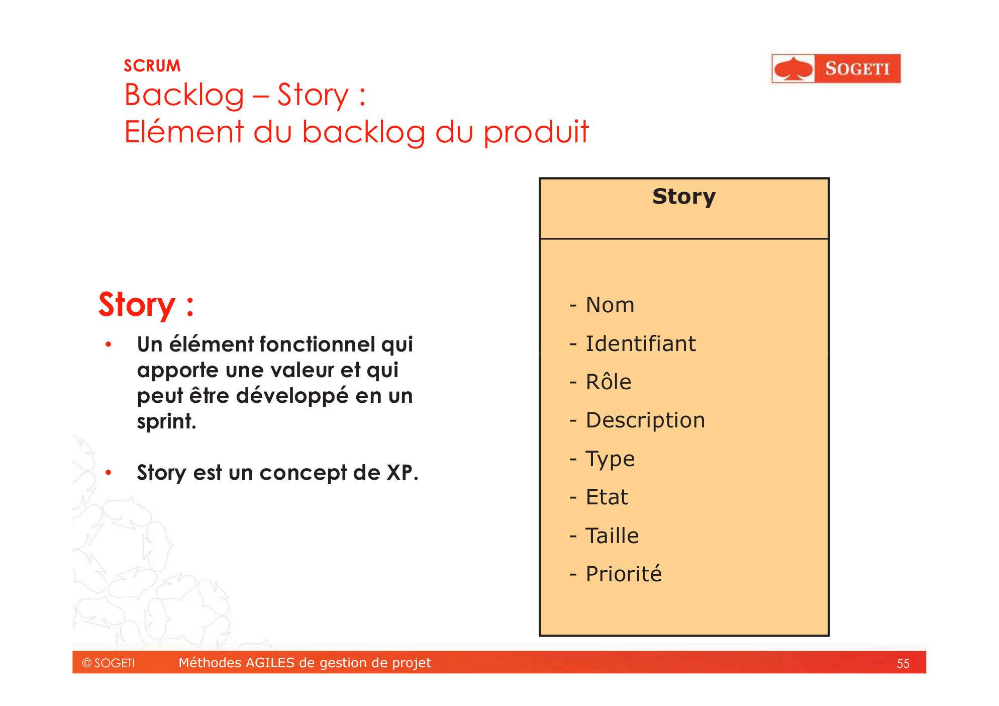 SCRUM
Backlog – Story :
Elément du backlog du produit
SOGETI
Story :
• Un élément fonctionnel qui
apporte une valeur et qui
peut être développé en un
sprint.
• Story est un concept de XP.
Story
- Nom
- Identifiant
- Rôle
- Description
- Type
- Etat
- Taille
- Priorité
© SOGETI Méthodes AGILES de gestion de projet 55